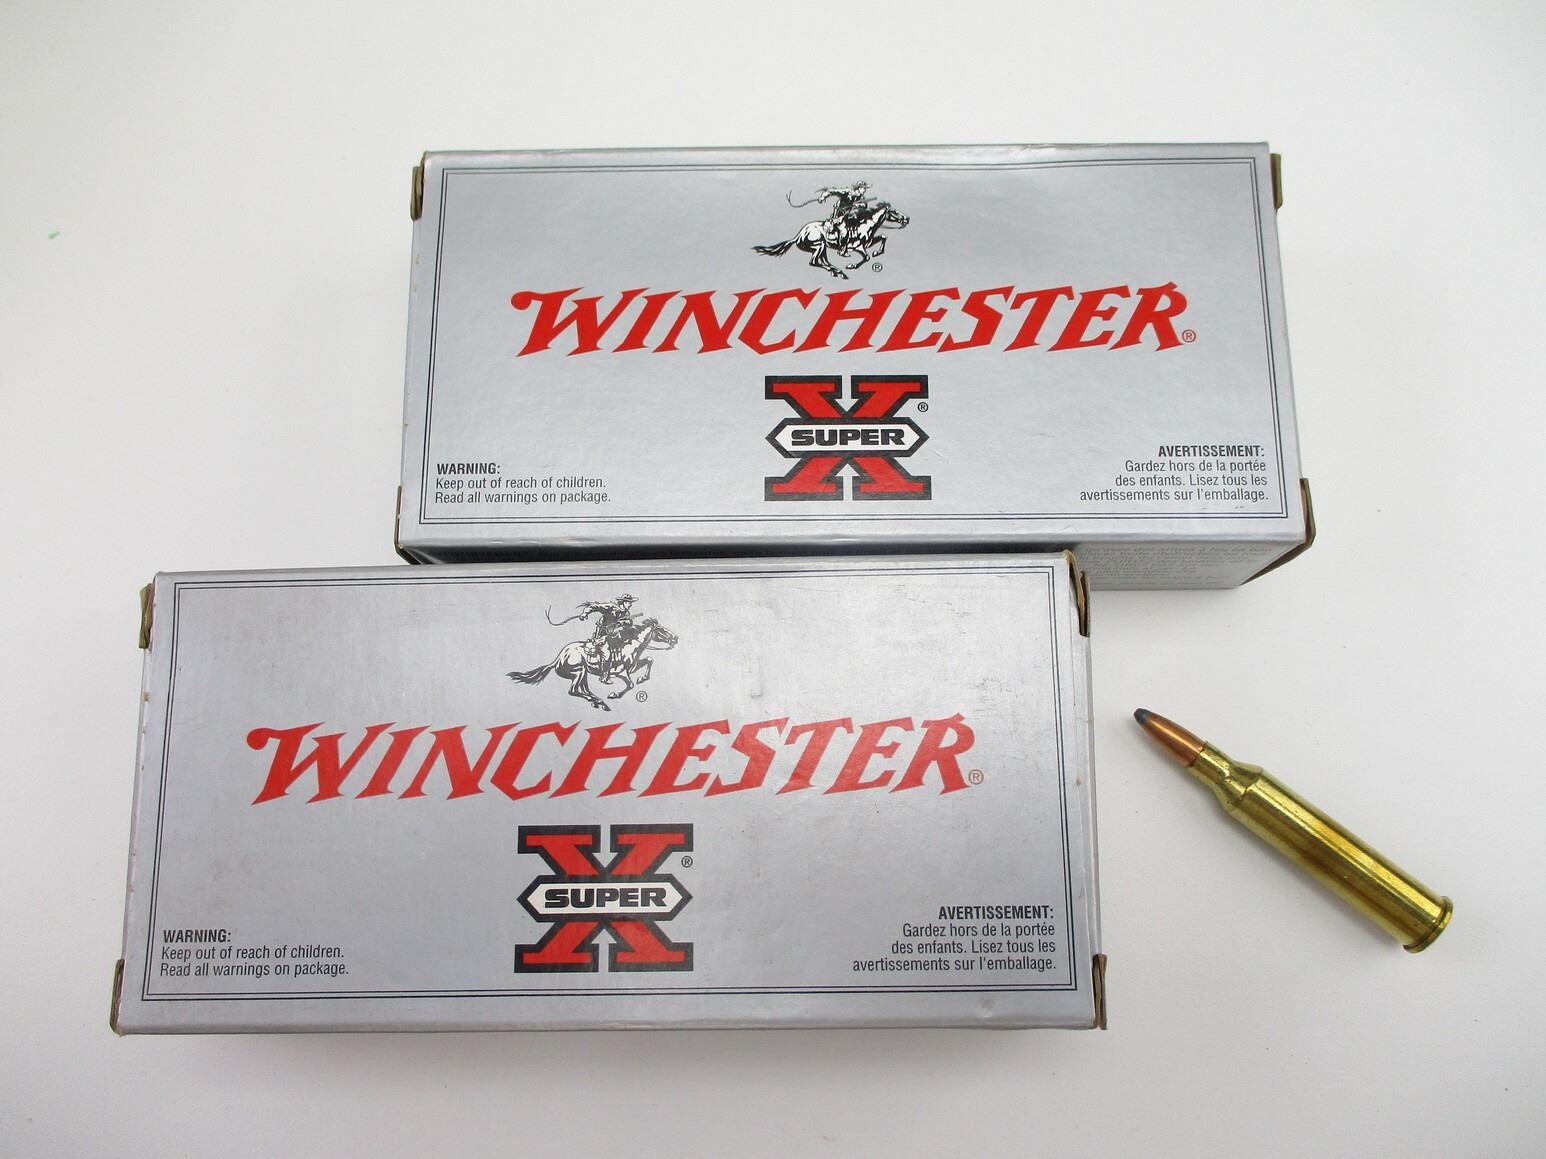 WINCHESTER®
X®
SUPER
WARNING:
Keep out of reach of children.
Read all warnings on package.
AVERTISSEMENT:
Gardez hors de la portée
des enfants. Lisez tous les
avertissements sur l'emballage.
®
WINCHESTER®
X®
SUPER
WARNING:
Keep out of reach of children.
Read all warnings on package.
AVERTISSEMENT:
Gardez hors de la portée
des enfants. Lisez tous les
avertissements sur l'emballage.
®